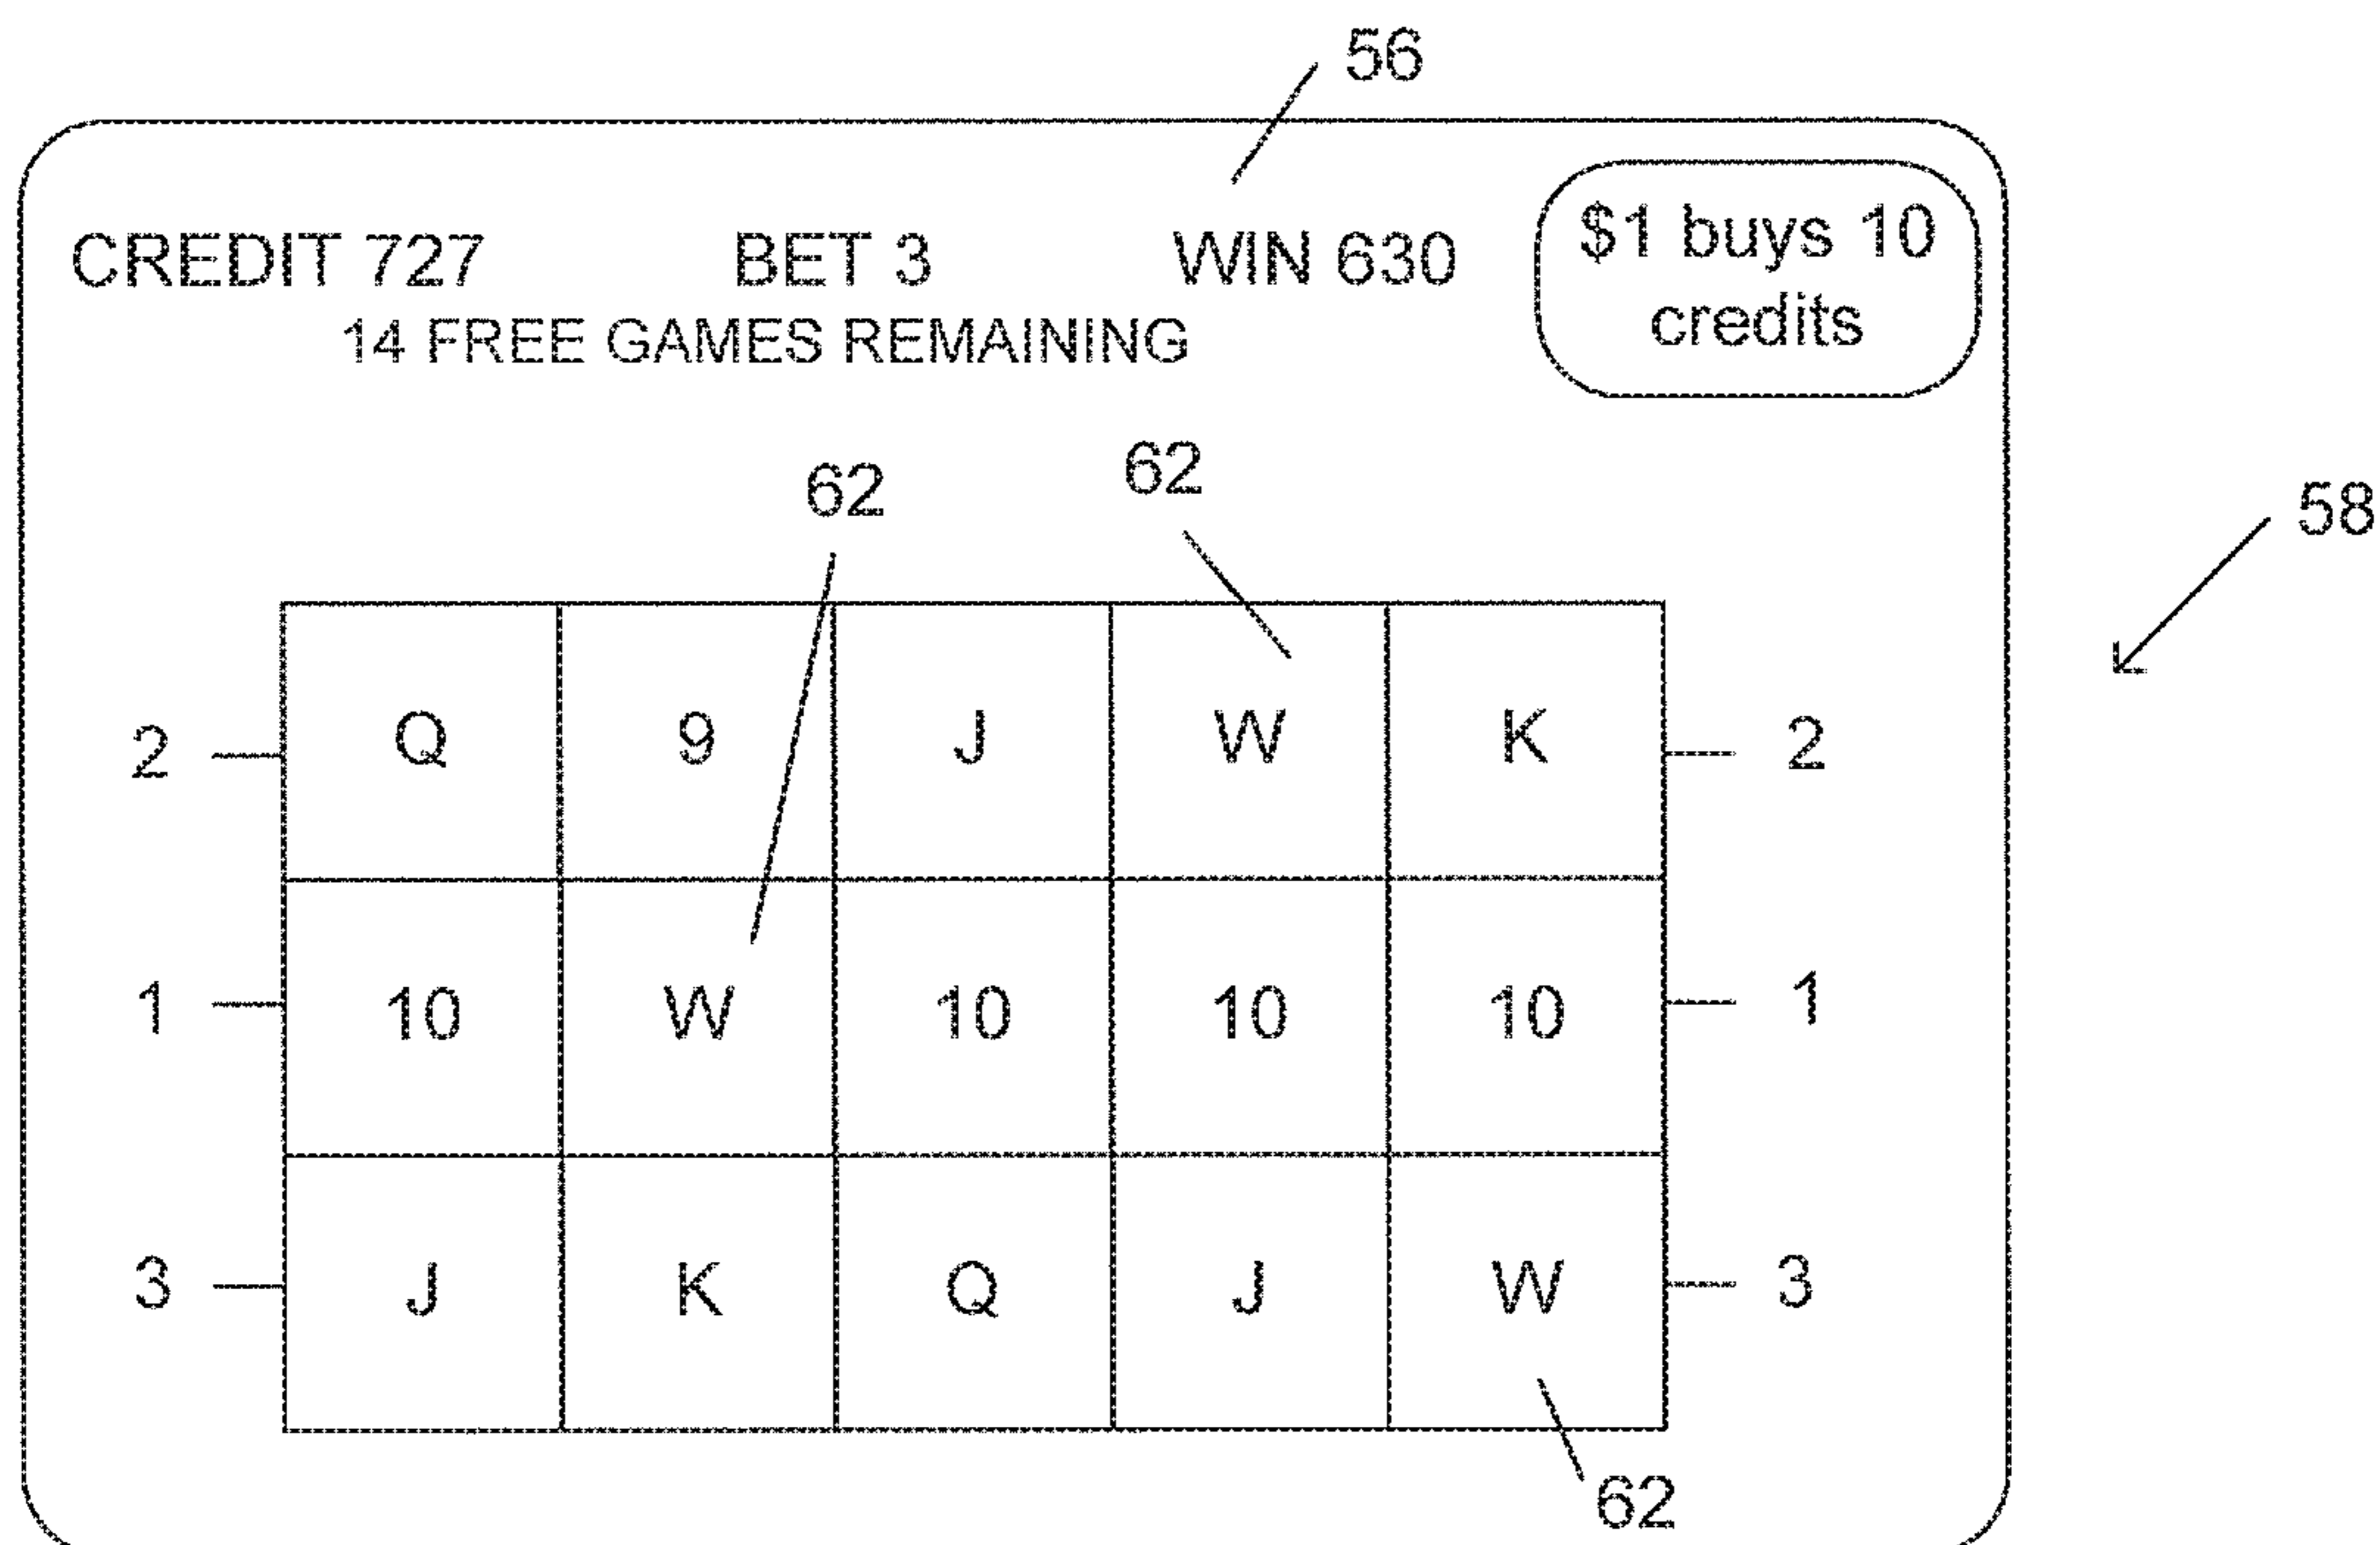 56
$1 buys 10
credits
CREDIT 727 BET 3 WIN 630
14 FREE GAMES REMAINING
62 62
58
2 Q 9 J W K 2
1 10 W 10 10 10 1
3 J K Q J W 3
62